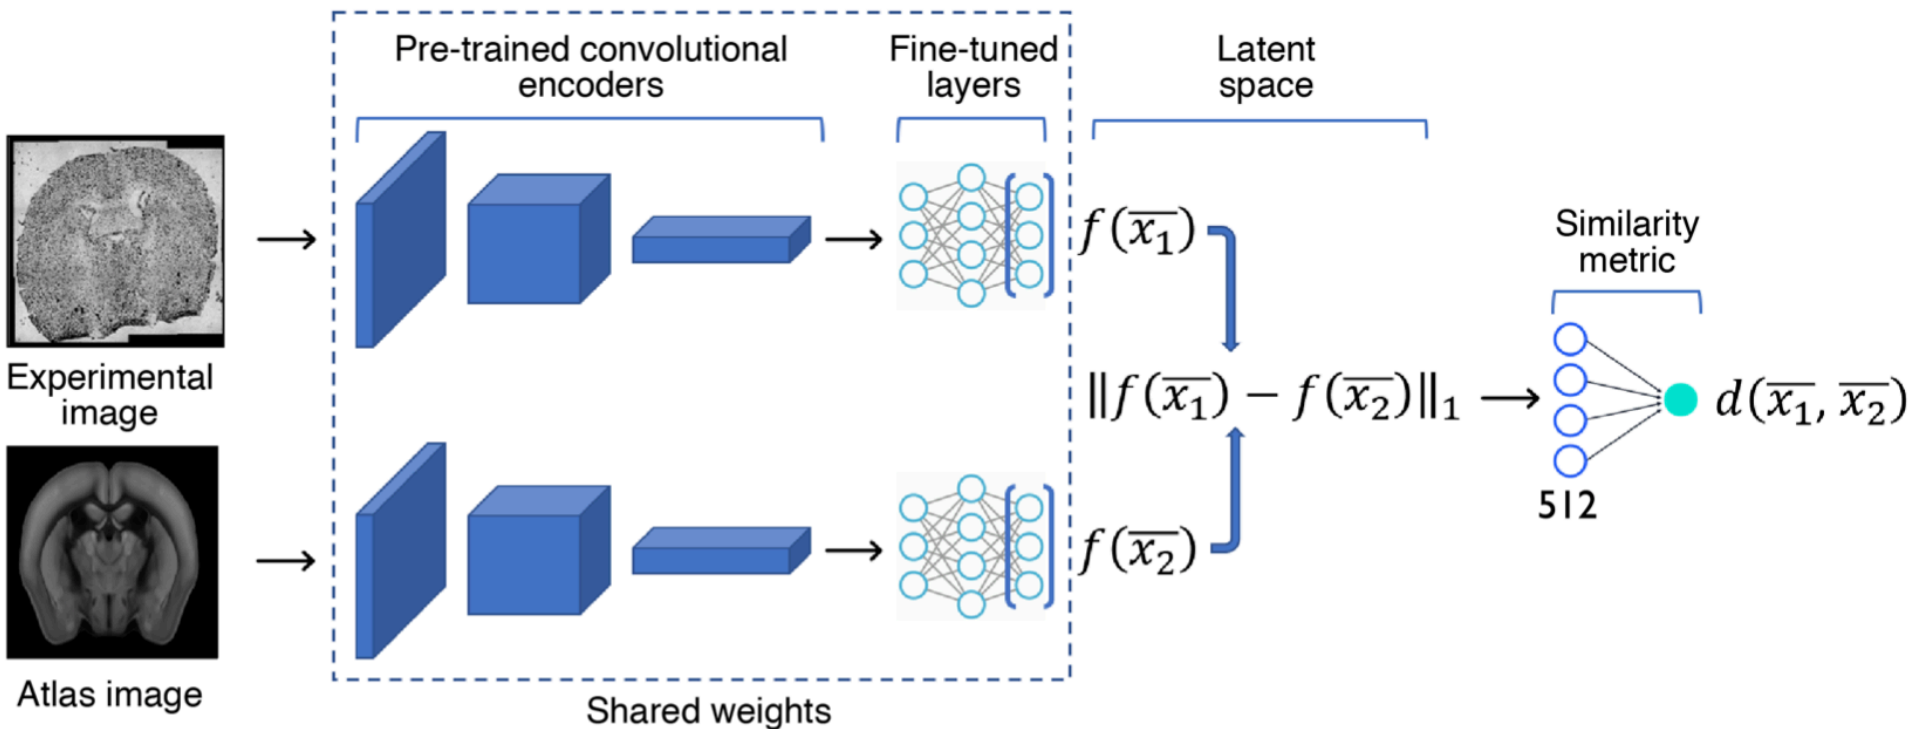 Pre-trained convolutional
encoders
Fine-tuned
layers
Latent
space
Experimental
image
f(x̅₁)
Similarity
metric
‖f(x̅₁) − f(x̅₂)‖₁
d(x̅₁, x̅₂)
512
f(x̅₂)
Atlas image
Shared weights